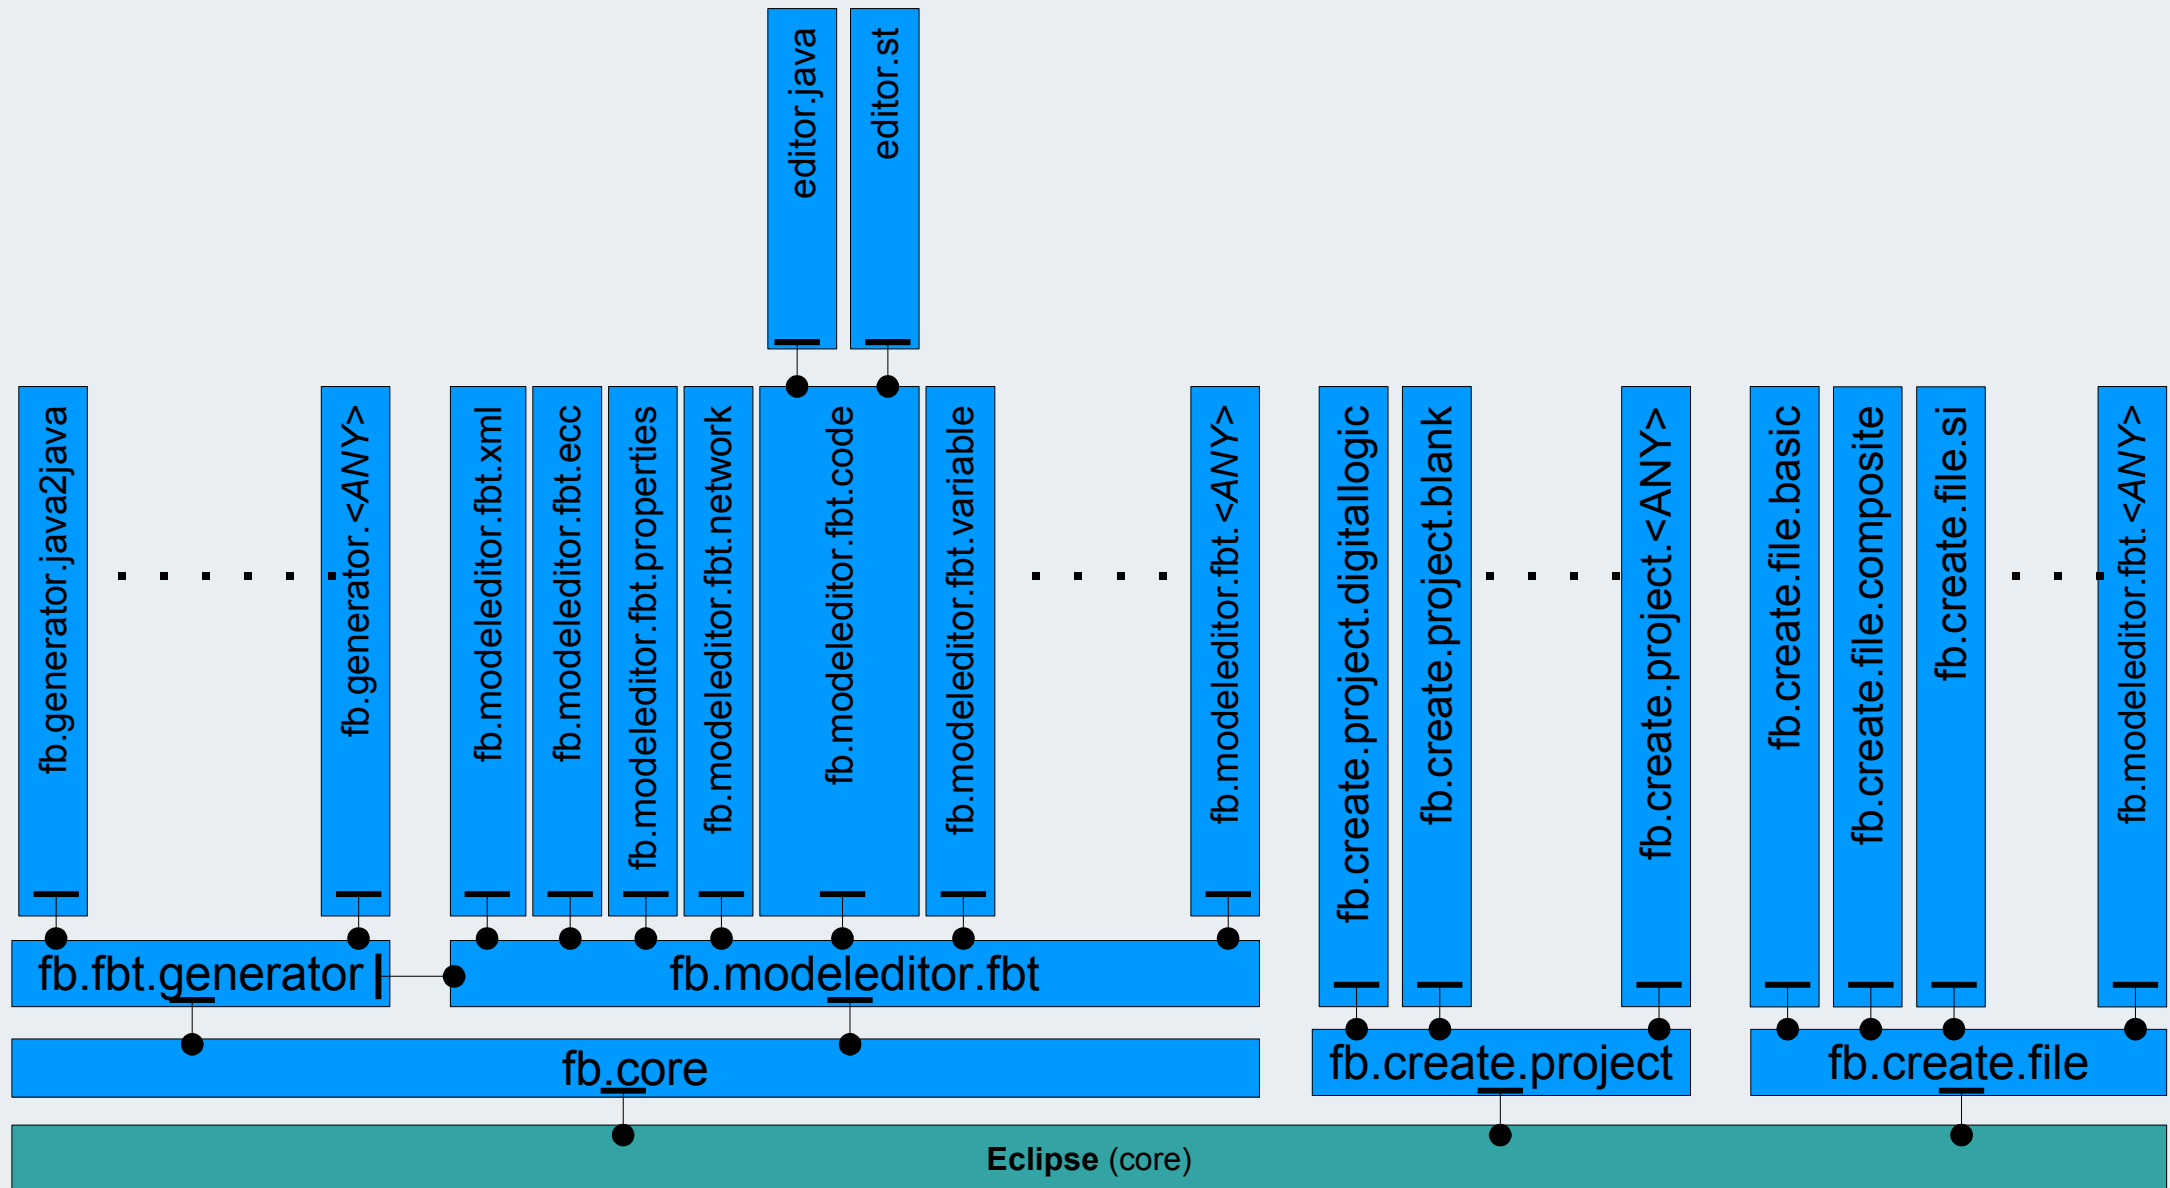 editor.java
editor.st
fb.generator.java2java
fb.generator.<ANY>
fb.modeleditor.fbt.xml
fb.modeleditor.fbt.ecc
fb.modeleditor.fbt.properties
fb.modeleditor.fbt.network
fb.modeleditor.fbt.code
fb.modeleditor.fbt.variable
fb.modeleditor.fbt.<ANY>
fb.create.project.digitallogic
fb.create.project.blank
fb.create.project.<ANY>
fb.create.file.basic
fb.create.file.composite
fb.create.file.si
fb.modeleditor.fbt.<ANY>
fb.fbt.generator
fb.modeleditor.fbt
fb.core
fb.create.project
fb.create.file
Eclipse (core)